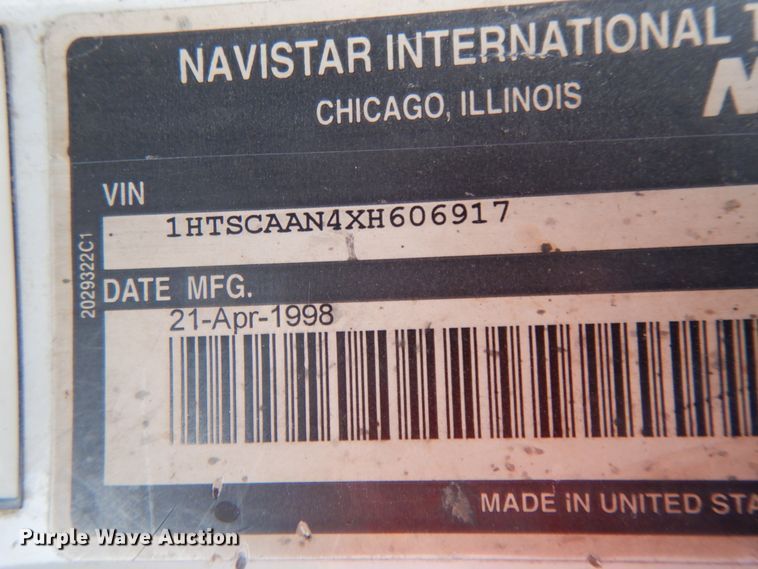 NAVISTAR INTERNATIONAL T
CHICAGO, ILLINOIS
VIN
1HTSCAAN4XH606917
2029322C1
DATE MFG.
21-Apr-1998
MADE iN UNITED STA
Purple Wave Auction